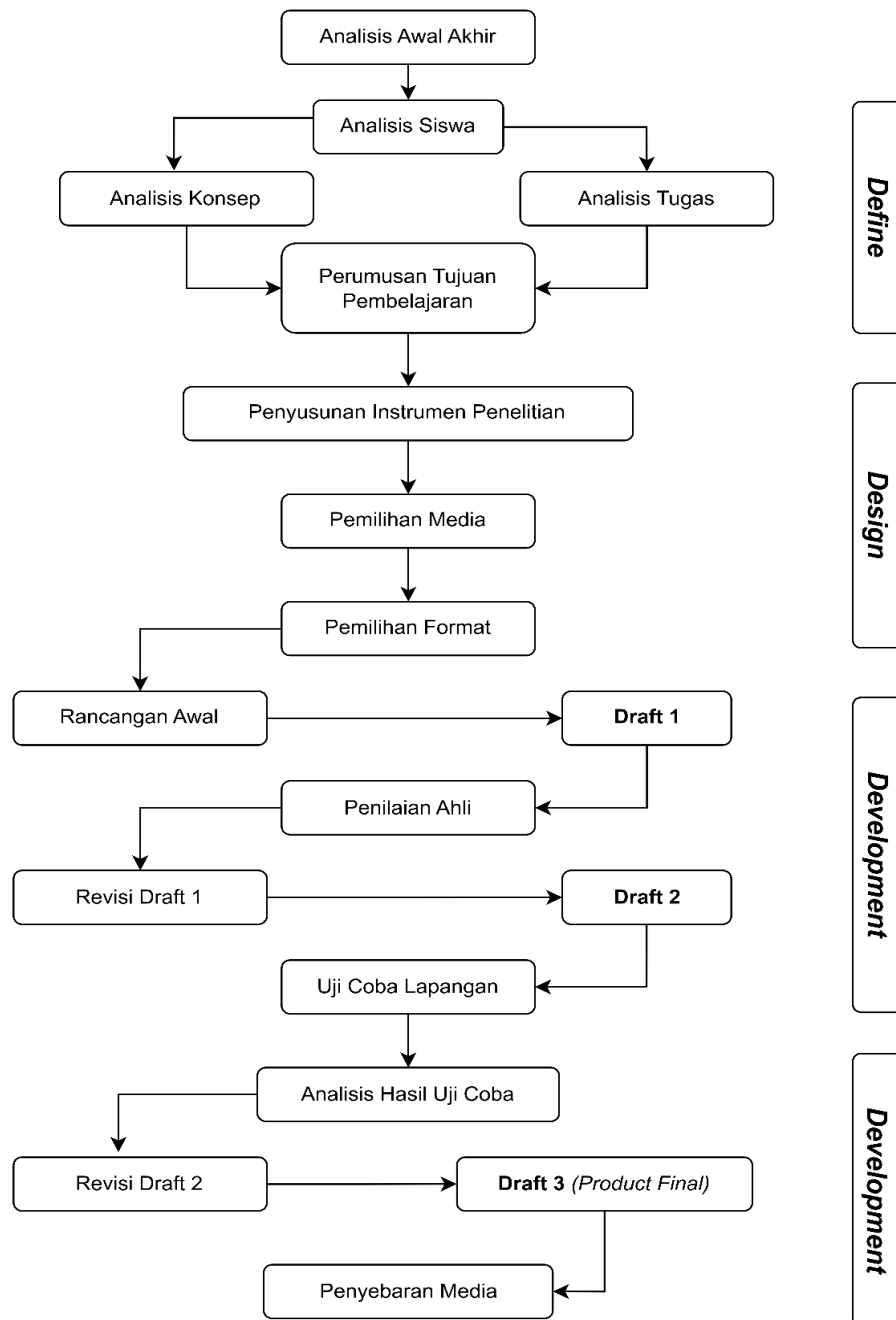 Analisis Awal Akhir
Analisis Siswa
Analisis Konsep
Analisis Tugas
Perumusan Tujuan
Pembelajaran
Define
Penyusunan Instrumen Penelitian
Pemilihan Media
Pemilihan Format
Design
Rancangan Awal
Draft 1
Penilaian Ahli
Revisi Draft 1
Draft 2
Uji Coba Lapangan
Development
Analisis Hasil Uji Coba
Revisi Draft 2
Draft 3 (Product Final)
Penyebaran Media
Development